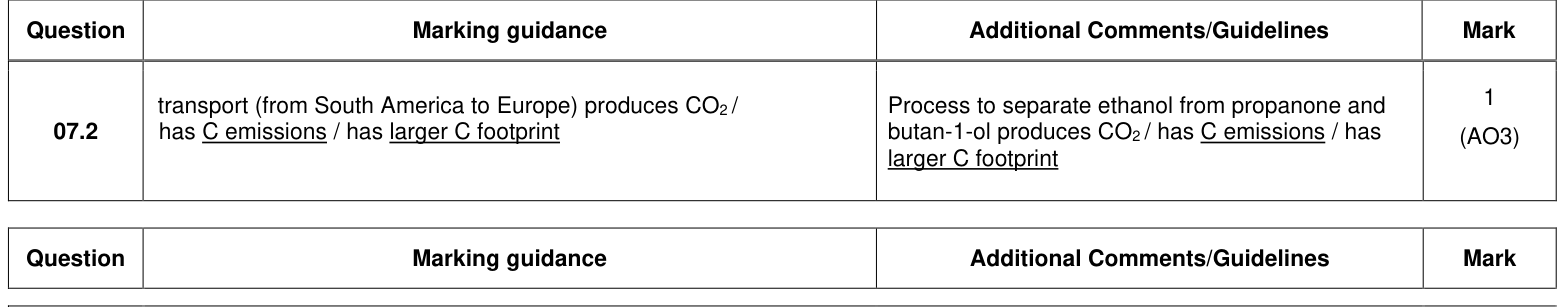 Question Marking guidance Additional Comments/Guidelines Mark
07.2
transport (from South America to Europe) produces CO₂ /
has C emissions / has larger C footprint
Process to separate ethanol from propanone and
butan-1-ol produces CO₂ / has C emissions / has
larger C footprint
1
(AO3)
Question Marking guidance Additional Comments/Guidelines Mark